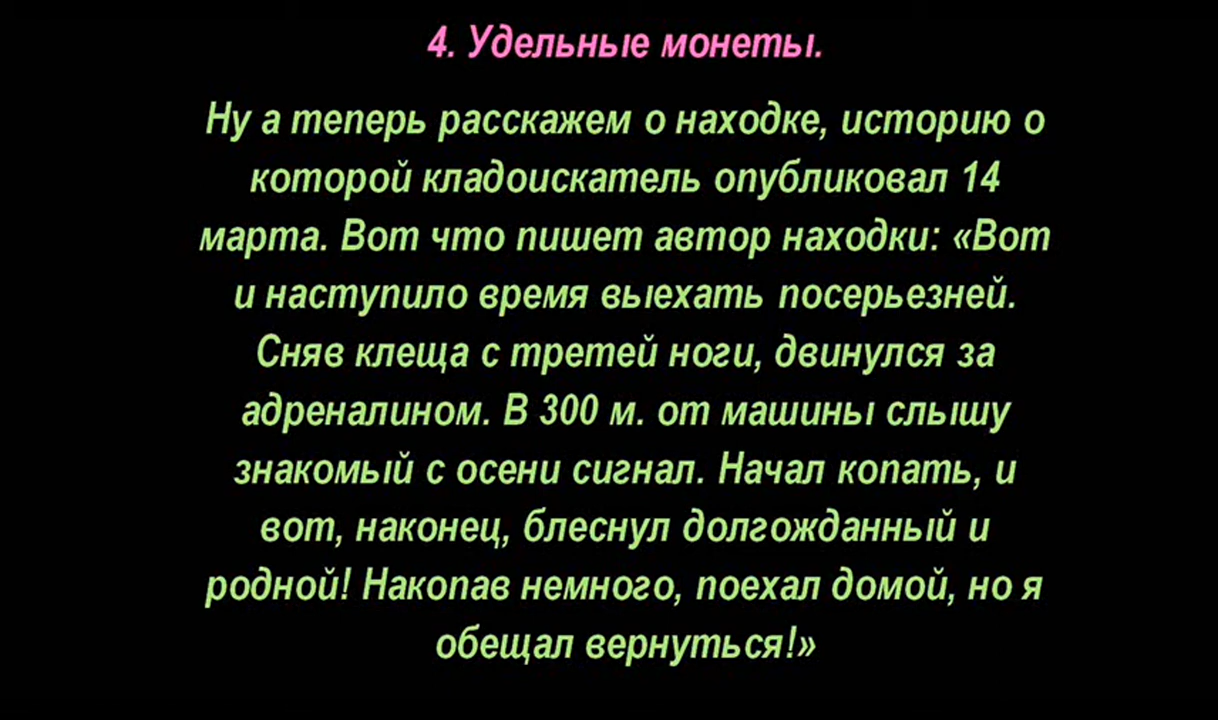 4. Удельные монеты.
Ну а теперь расскажем о находке, историю о
которой кладоискатель опубликовал 14
марта. Вот что пишет автор находки: «Вот
и наступило время выехать посерьезней.
Сняв клеща с третей ноги, двинулся за
адреналином. В 300 м. от машины слышу
знакомый с осени сигнал. Начал копать, и
вот, наконец, блеснул долгожданный и
родной! Накопав немного, поехал домой, но я
обещал вернуться!»